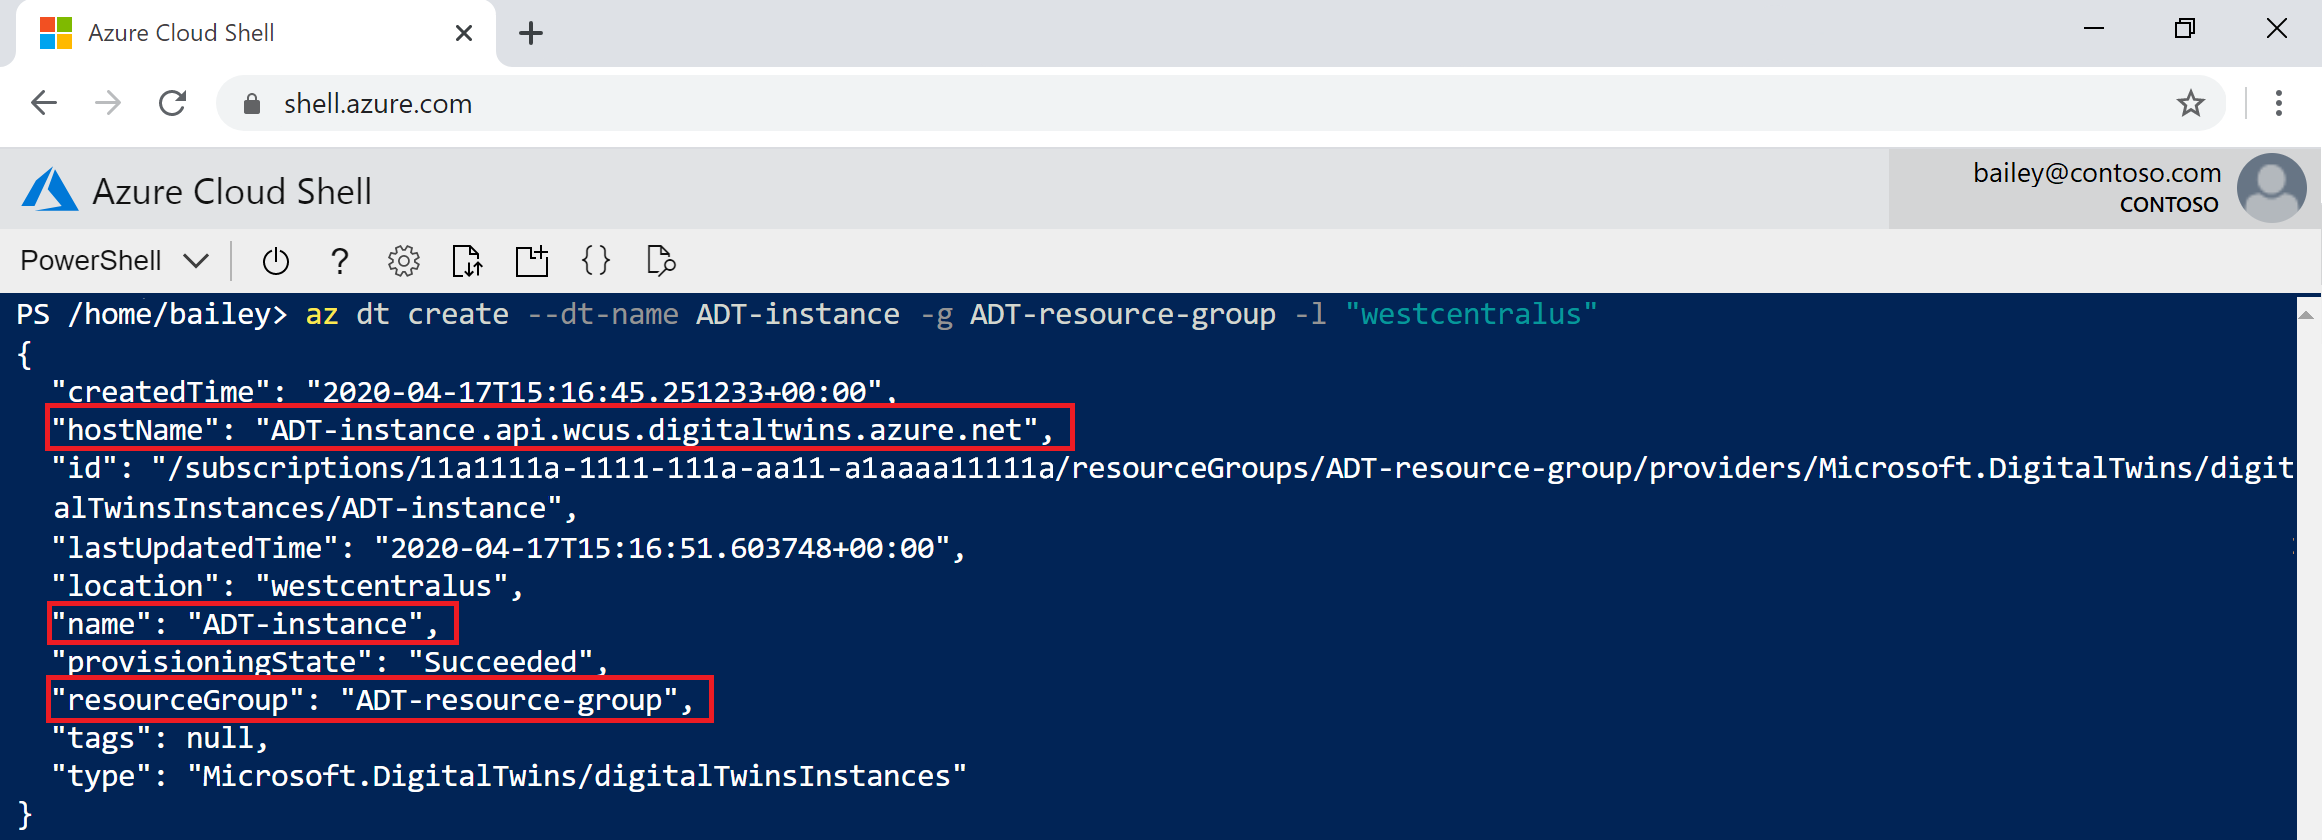 Azure Cloud Shell
shell.azure.com
Azure Cloud Shell
bailey@contoso.com
CONTOSO
PowerShell
PS /home/bailey> az dt create --dt-name ADT-instance -g ADT-resource-group -l "westcentralus"
{
"createdTime": "2020-04-17T15:16:45.251233+00:00",
"hostName": "ADT-instance.api.wcus.digitaltwins.azure.net",
"id": "/subscriptions/11a1111a-1111-111a-aa11-a1aaaa11111a/resourceGroups/ADT-resource-group/providers/Microsoft.DigitalTwins/digit
alTwinsInstances/ADT-instance",
"lastUpdatedTime": "2020-04-17T15:16:51.603748+00:00",
"location": "westcentralus",
"name": "ADT-instance",
"provisioningState": "Succeeded",
"resourceGroup": "ADT-resource-group",
"tags": null,
"type": "Microsoft.DigitalTwins/digitalTwinsInstances"
}